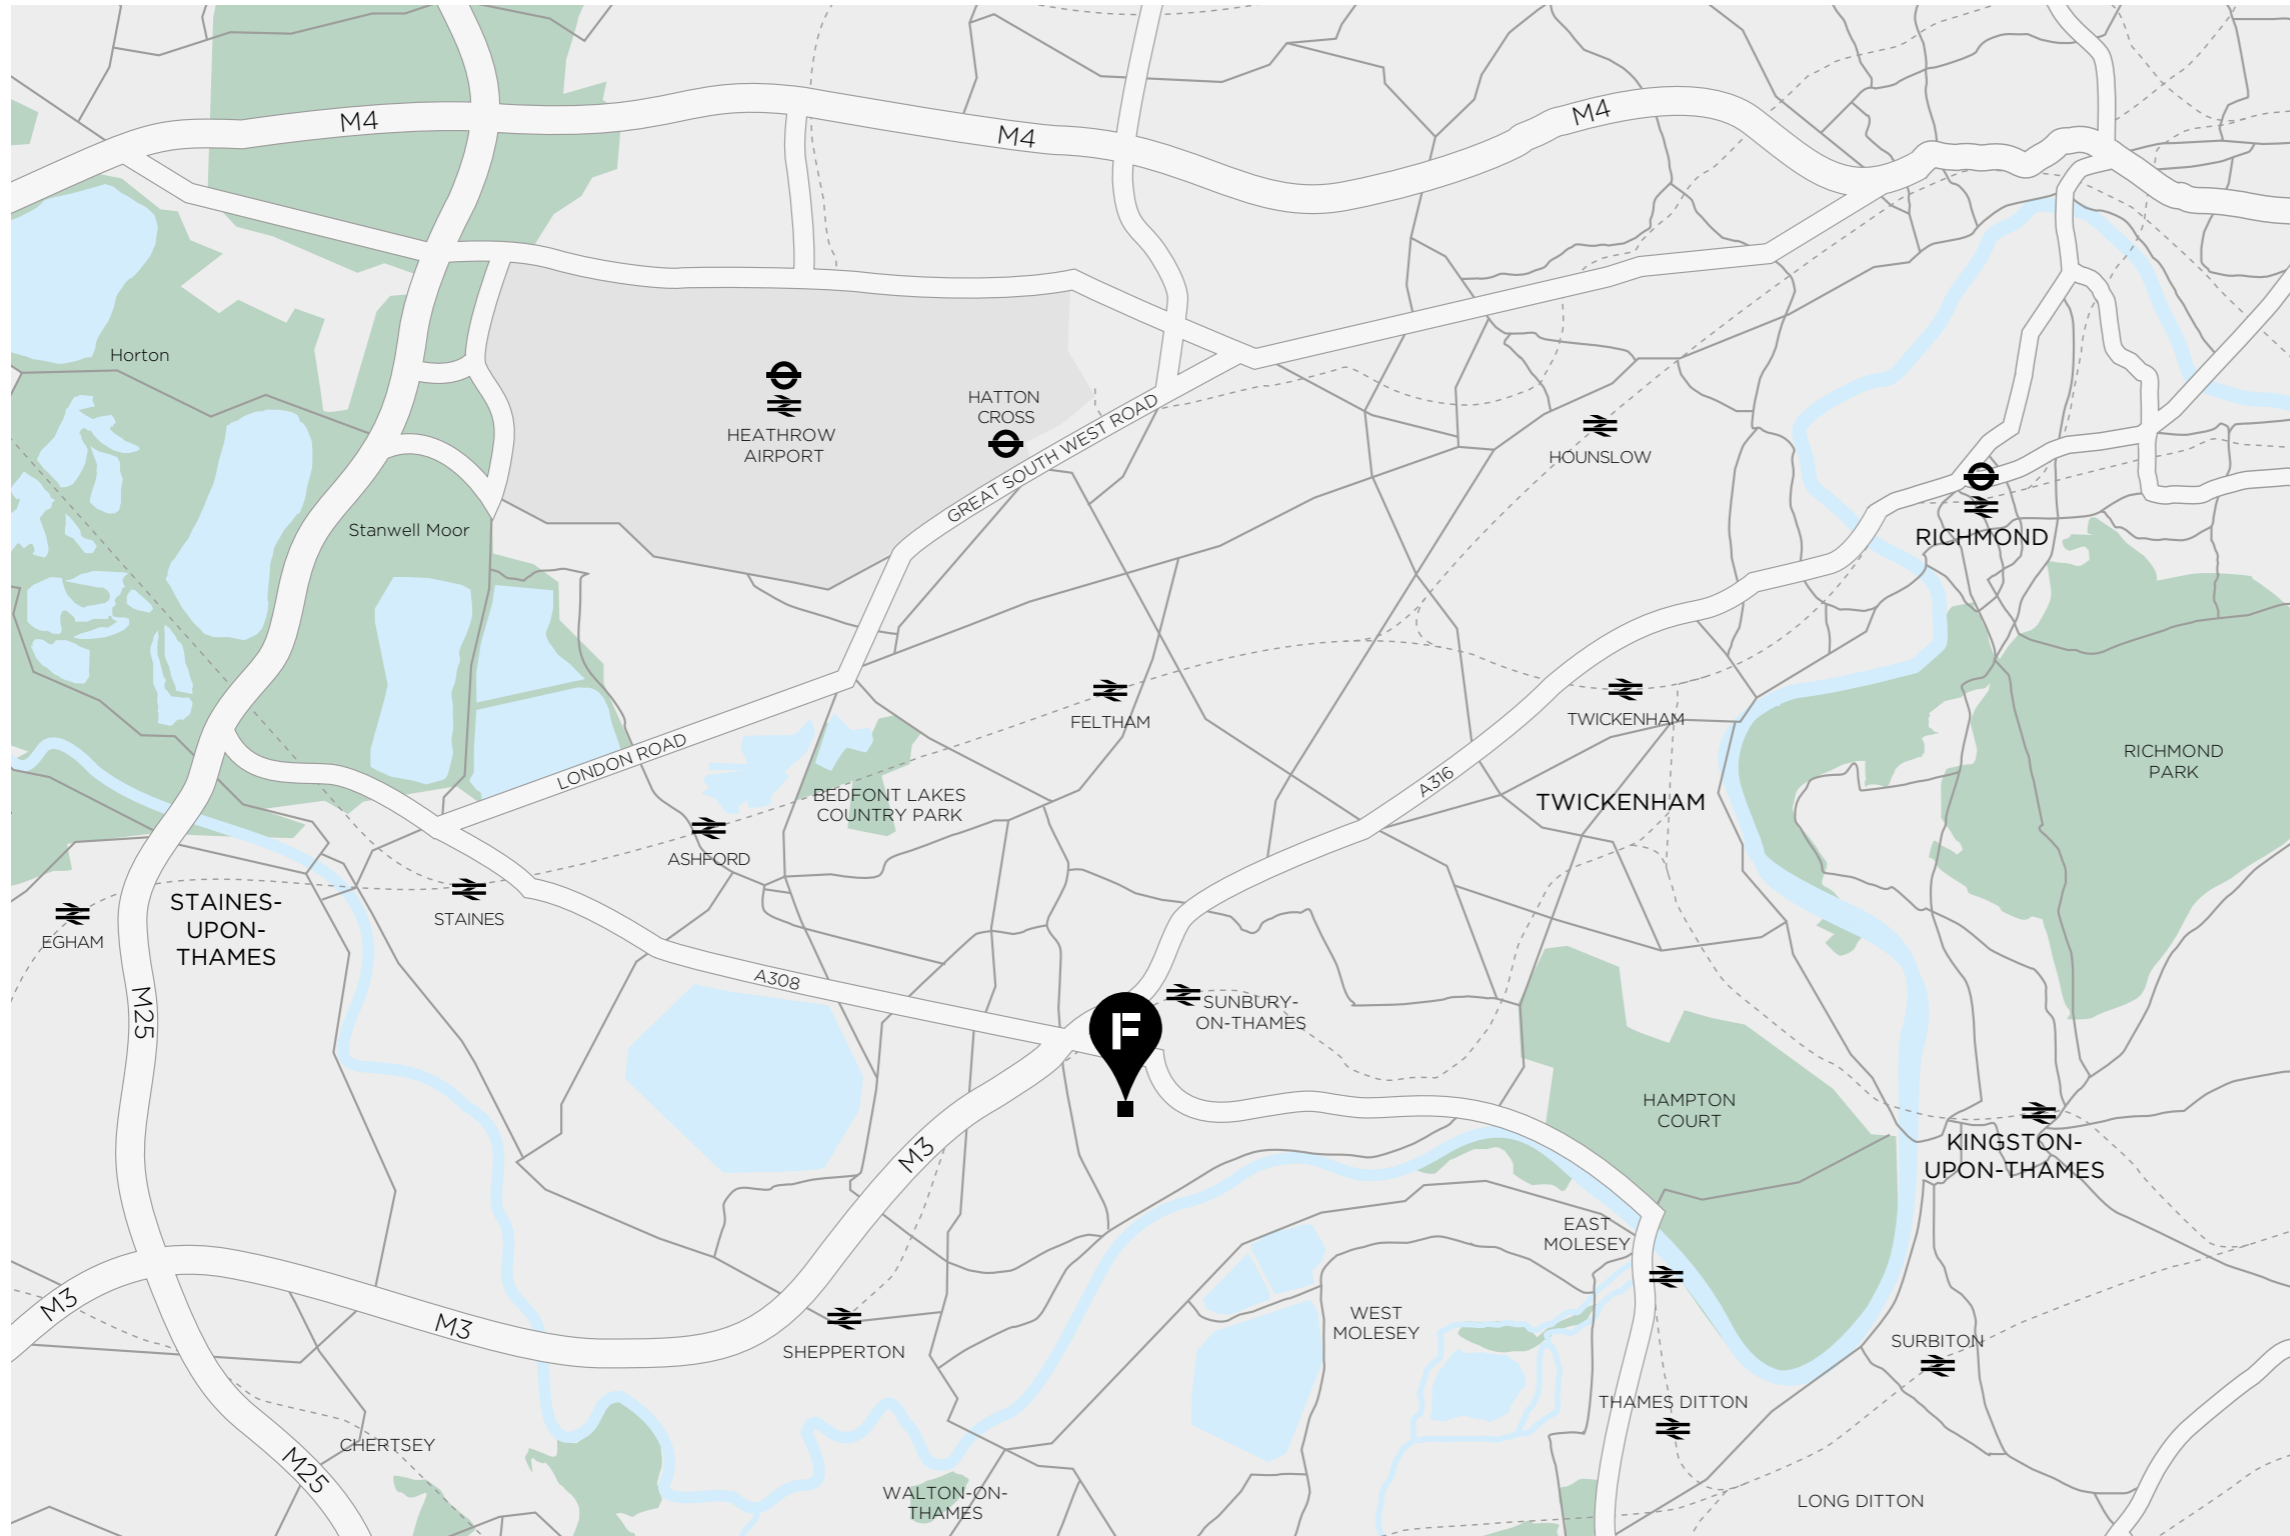 M4
M4
M4
Horton
HEATHROW
AIRPORT
HATTON
CROSS
GREAT SOUTH WEST ROAD
HOUNSLOW
RICHMOND
Stanwell Moor
FELTHAM
TWICKENHAM
LONDON ROAD
BEDFONT LAKES
COUNTRY PARK
A316
TWICKENHAM
RICHMOND
PARK
ASHFORD
STAINES
EGHAM
STAINES-
UPON-
THAMES
A308
M25
F
SUNBURY-
ON-THAMES
HAMPTON
COURT
KINGSTON-
UPON-THAMES
M3
EAST
MOLESEY
M3
M3
SHEPPERTON
WEST
MOLESEY
SURBITON
THAMES DITTON
CHERTSEY
M25
WALTON-ON-
THAMES
LONG DITTON